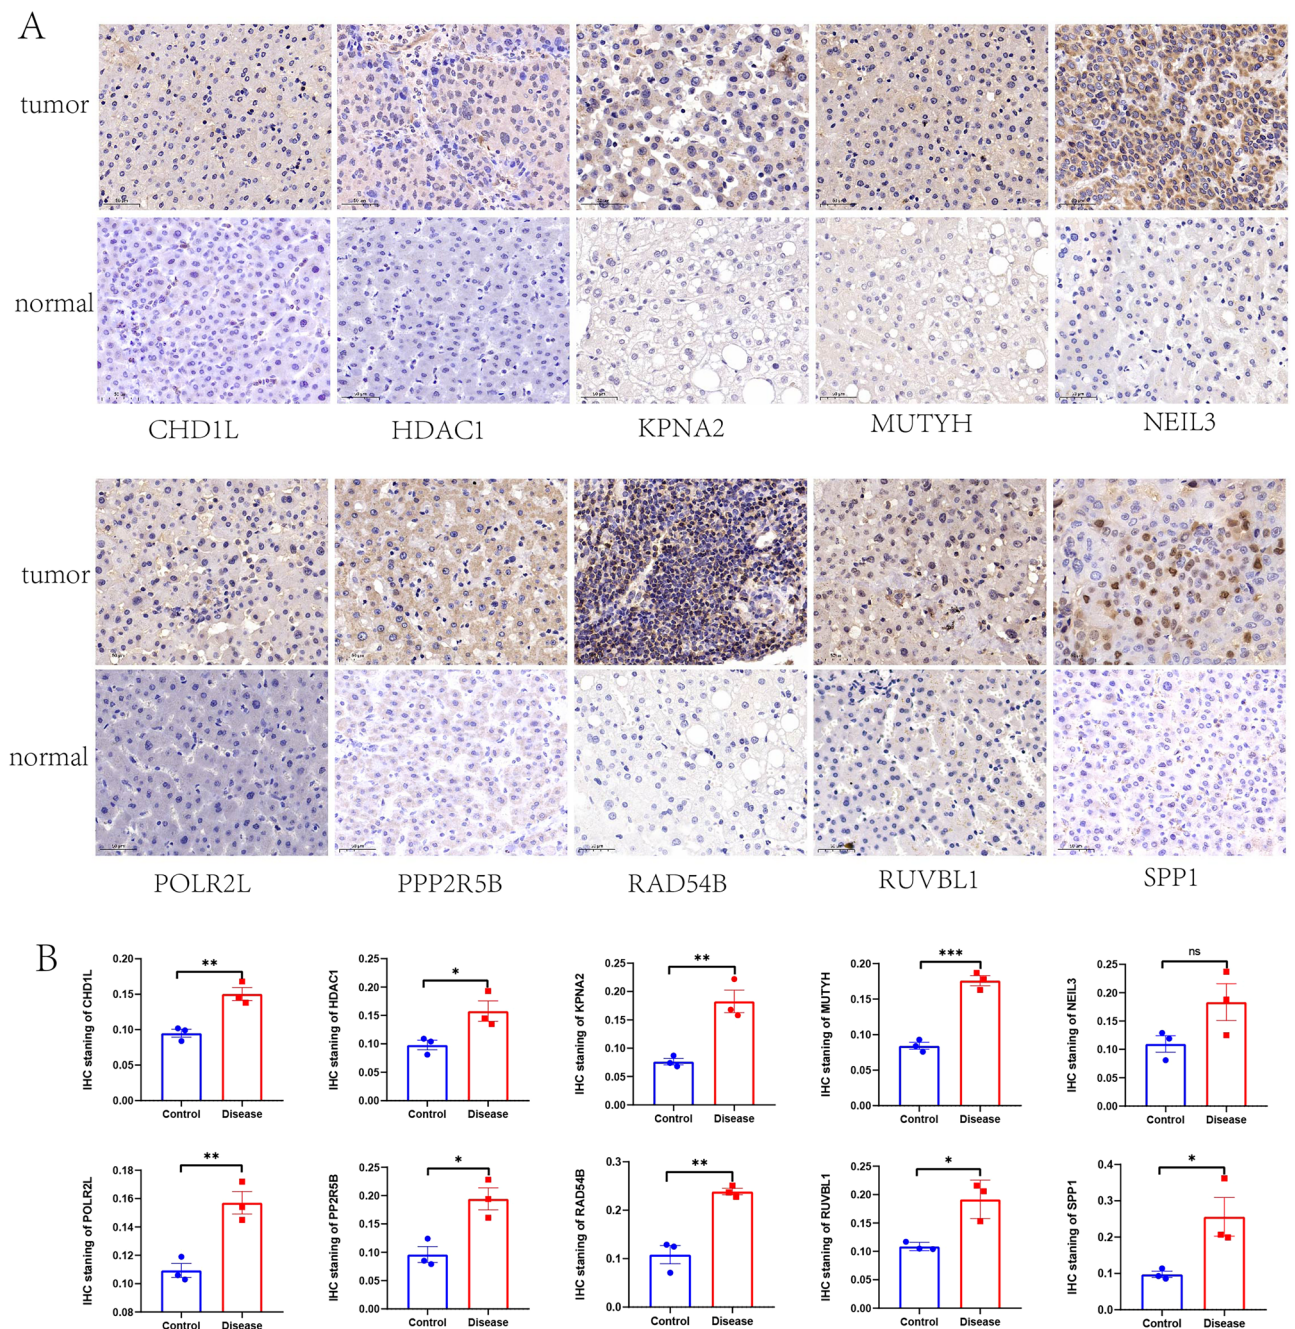 A
tumor
normal
CHD1L
HDAC1
KPNA2
MUTYH
NEIL3
tumor
normal
POLR2L
PPP2R5B
RAD54B
RUVBL1
SPP1
B
IHC staning of CHD1L
0.20
0.15
0.10
0.05
0.00
**
Control
Disease
IHC staning of HDAC1
0.25
0.20
0.15
0.10
0.05
0.00
*
Control
Disease
IHC staning of KPNA2
0.25
0.20
0.15
0.10
0.05
0.00
**
Control
Disease
IHC staning of MUTYH
0.20
0.15
0.10
0.05
0.00
***
Control
Disease
IHC staning of NEIL3
0.25
0.20
0.15
0.10
0.05
0.00
ns
Control
Disease
IHC staning of POLR2L
0.18
0.16
0.14
0.12
0.10
0.08
**
Control
Disease
IHC staning of PP2R5B
0.25
0.20
0.15
0.10
0.05
0.00
*
Control
Disease
IHC staning of RAD54B
0.3
0.2
0.1
0.0
**
Control
Disease
IHC staning of RUVBL1
0.25
0.20
0.15
0.10
0.05
0.00
*
Control
Disease
IHC staning of SPP1
0.4
0.3
0.2
0.1
0.0
*
Control
Disease